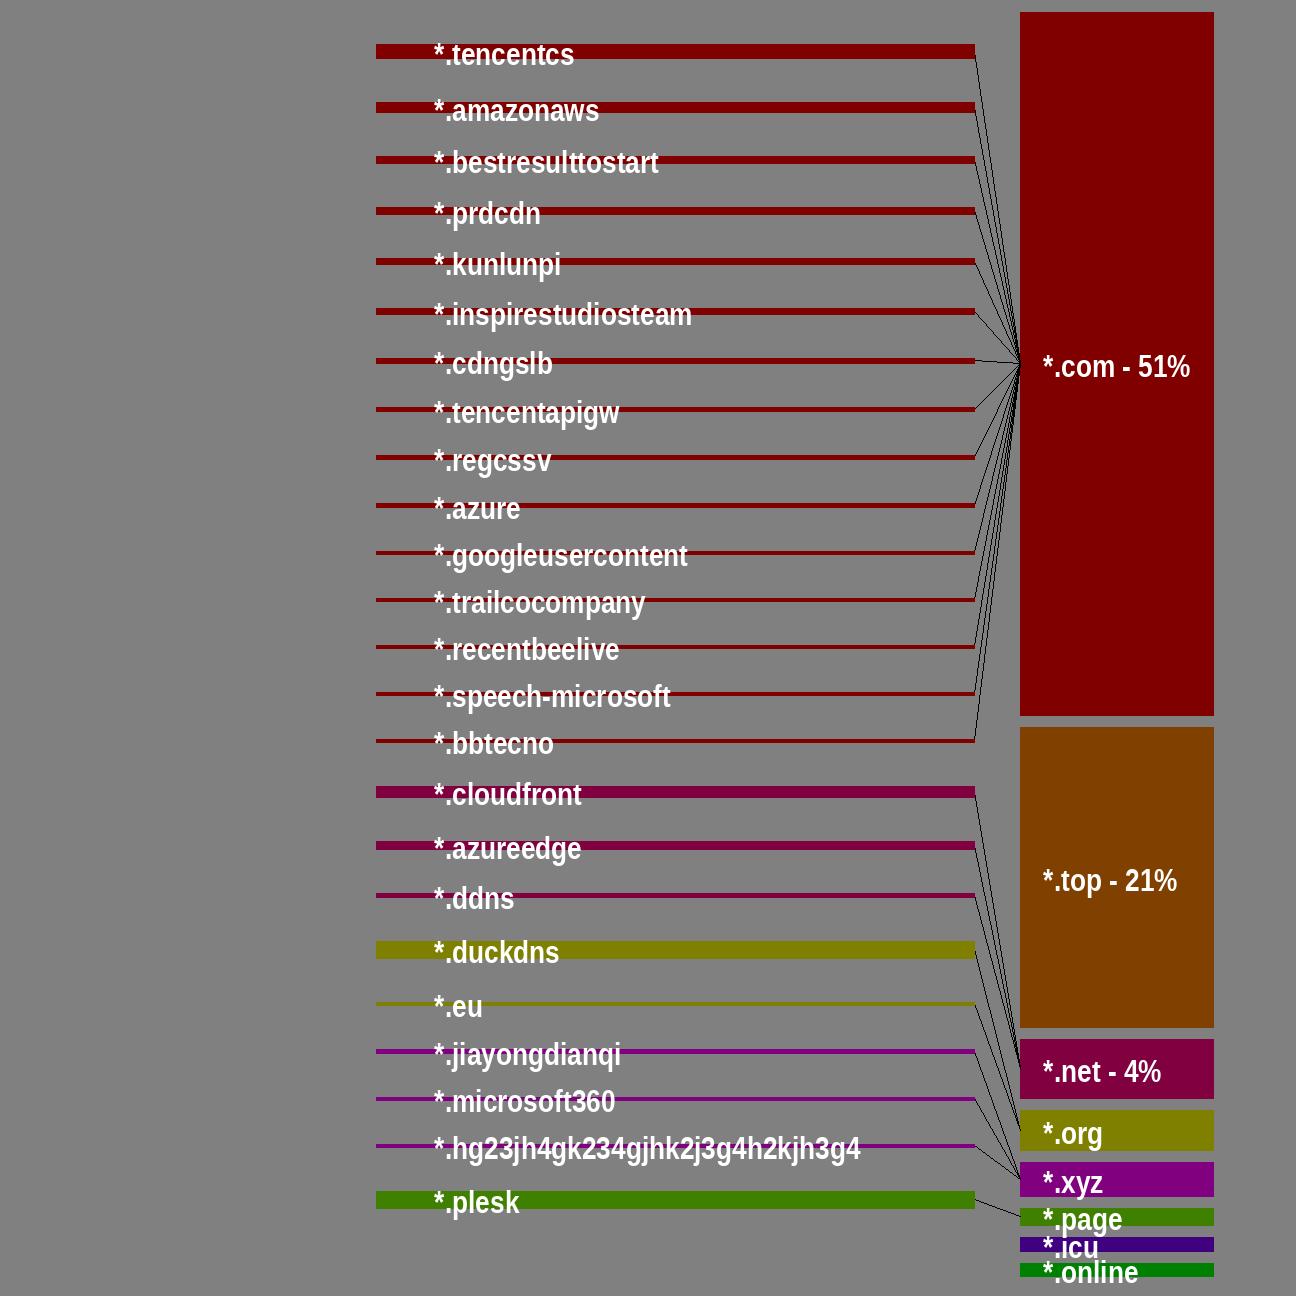 *.tencentcs
*.amazonaws
*.bestresulttostart
*.prdcdn
*.kunlunpi
*.inspirestudiosteam
*.cdngslb
*.tencentapigw
*.regcssv
*.azure
*.googleusercontent
*.trailcocompany
*.recentbeelive
*.speech-microsoft
*.bbtecno
*.cloudfront
*.azureedge
*.ddns
*.duckdns
*.eu
*.jiayongdianqi
*.microsoft360
*.hg23jh4gk234gjhk2j3g4h2kjh3g4
*.plesk
*.com - 51%
*.top - 21%
*.net - 4%
*.org
*.xyz
*.page
*.icu
*.online